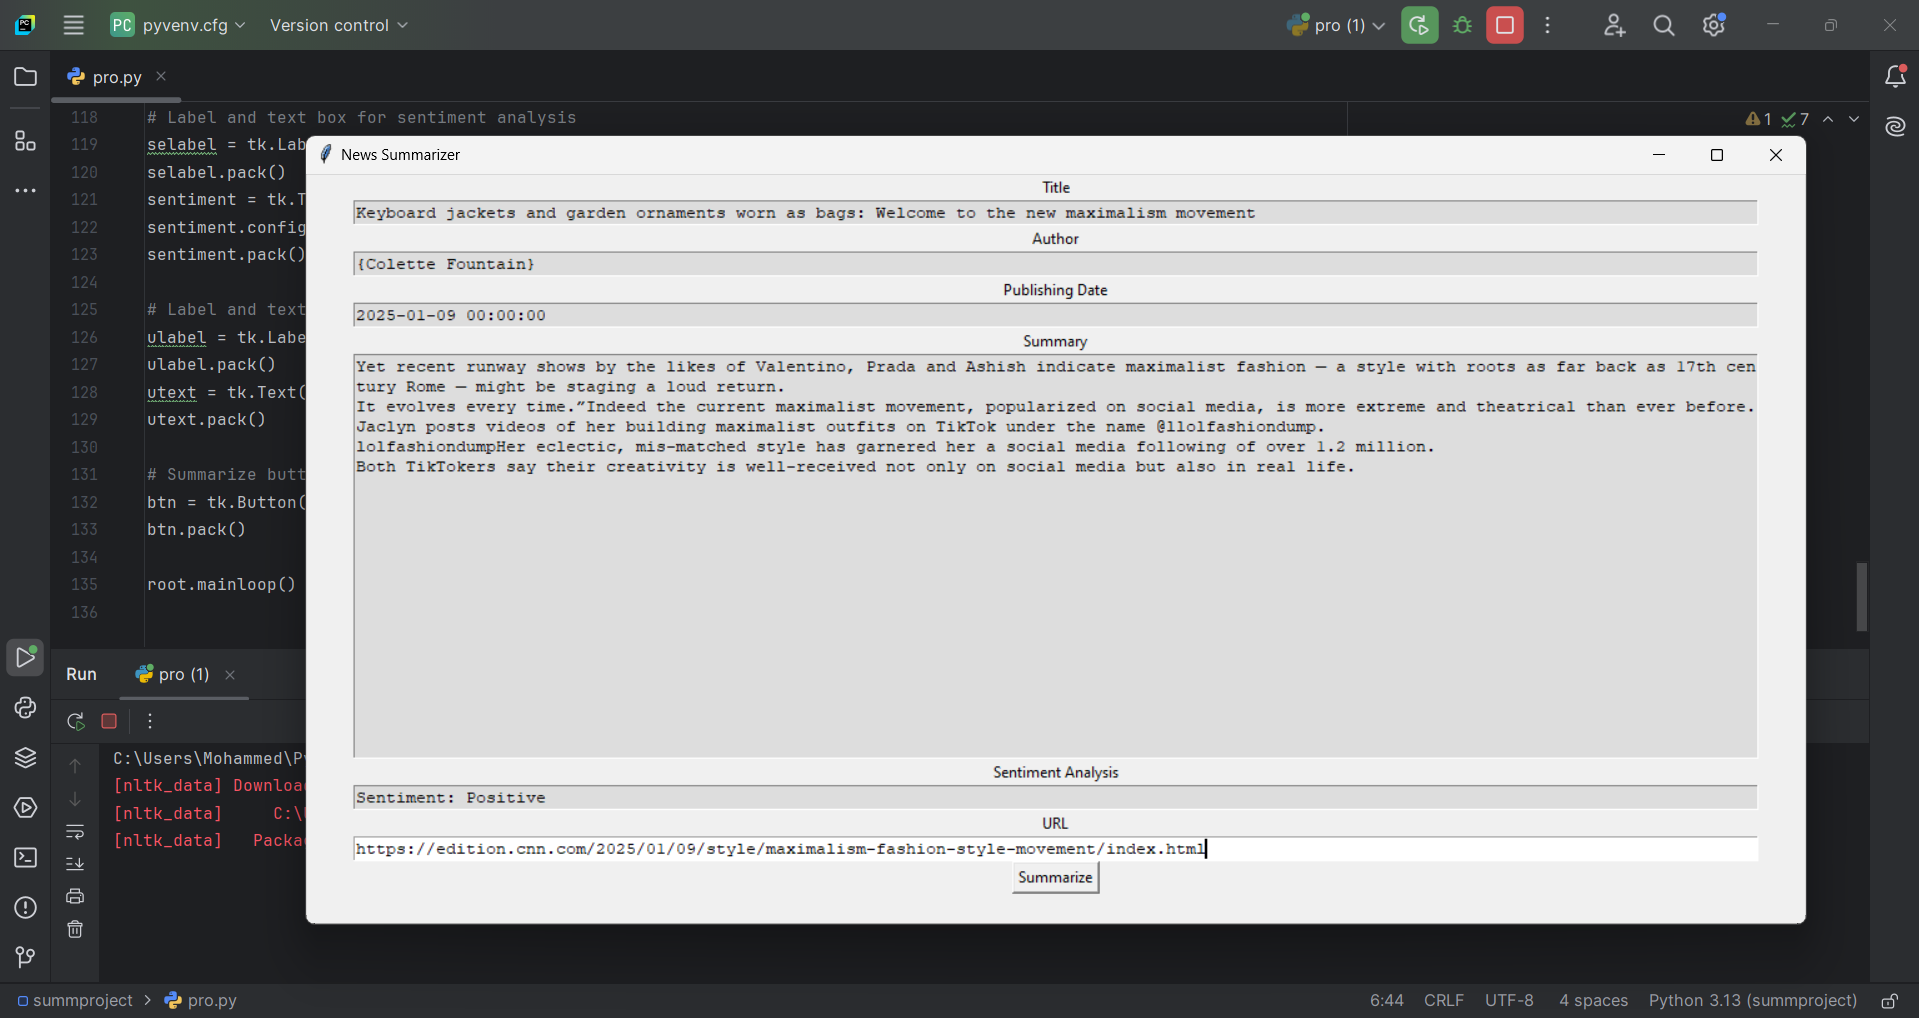 PC pyvenv.cfg Version control pro (1)
pro.py
118 # Label and text box for sentiment analysis
1 7
119 selabel = tk.Lab
120 selabel.pack()
121 sentiment = tk.T
122 sentiment.config
123 sentiment.pack()
124
125 # Label and text
126 ulabel = tk.Labe
127 ulabel.pack()
128 utext = tk.Text(
129 utext.pack()
130
131 # Summarize butt
132 btn = tk.Button(
133 btn.pack()
134
135 root.mainloop()
136
News Summarizer
Title
Keyboard jackets and garden ornaments worn as bags: Welcome to the new maximalism movement
Author
{Colette Fountain}
Publishing Date
2025-01-09 00:00:00
Summary
Yet recent runway shows by the likes of Valentino, Prada and Ashish indicate maximalist fashion — a style with roots as far back as 17th cen
tury Rome — might be staging a loud return.
It evolves every time.”Indeed the current maximalist movement, popularized on social media, is more extreme and theatrical than ever before.
Jaclyn posts videos of her building maximalist outfits on TikTok under the name @llolfashiondump.
lolfashiondumpHer eclectic, mis-matched style has garnered her a social media following of over 1.2 million.
Both TikTokers say their creativity is well-received not only on social media but also in real life.
Sentiment Analysis
Sentiment: Positive
URL
https://edition.cnn.com/2025/01/09/style/maximalism-fashion-style-movement/index.html
Summarize
Run pro (1)
C:\Users\Mohammed\Py
[nltk_data] Downloa
[nltk_data] C:\
[nltk_data] Packa
summproject > pro.py
6:44 CRLF UTF-8 4 spaces Python 3.13 (summproject)